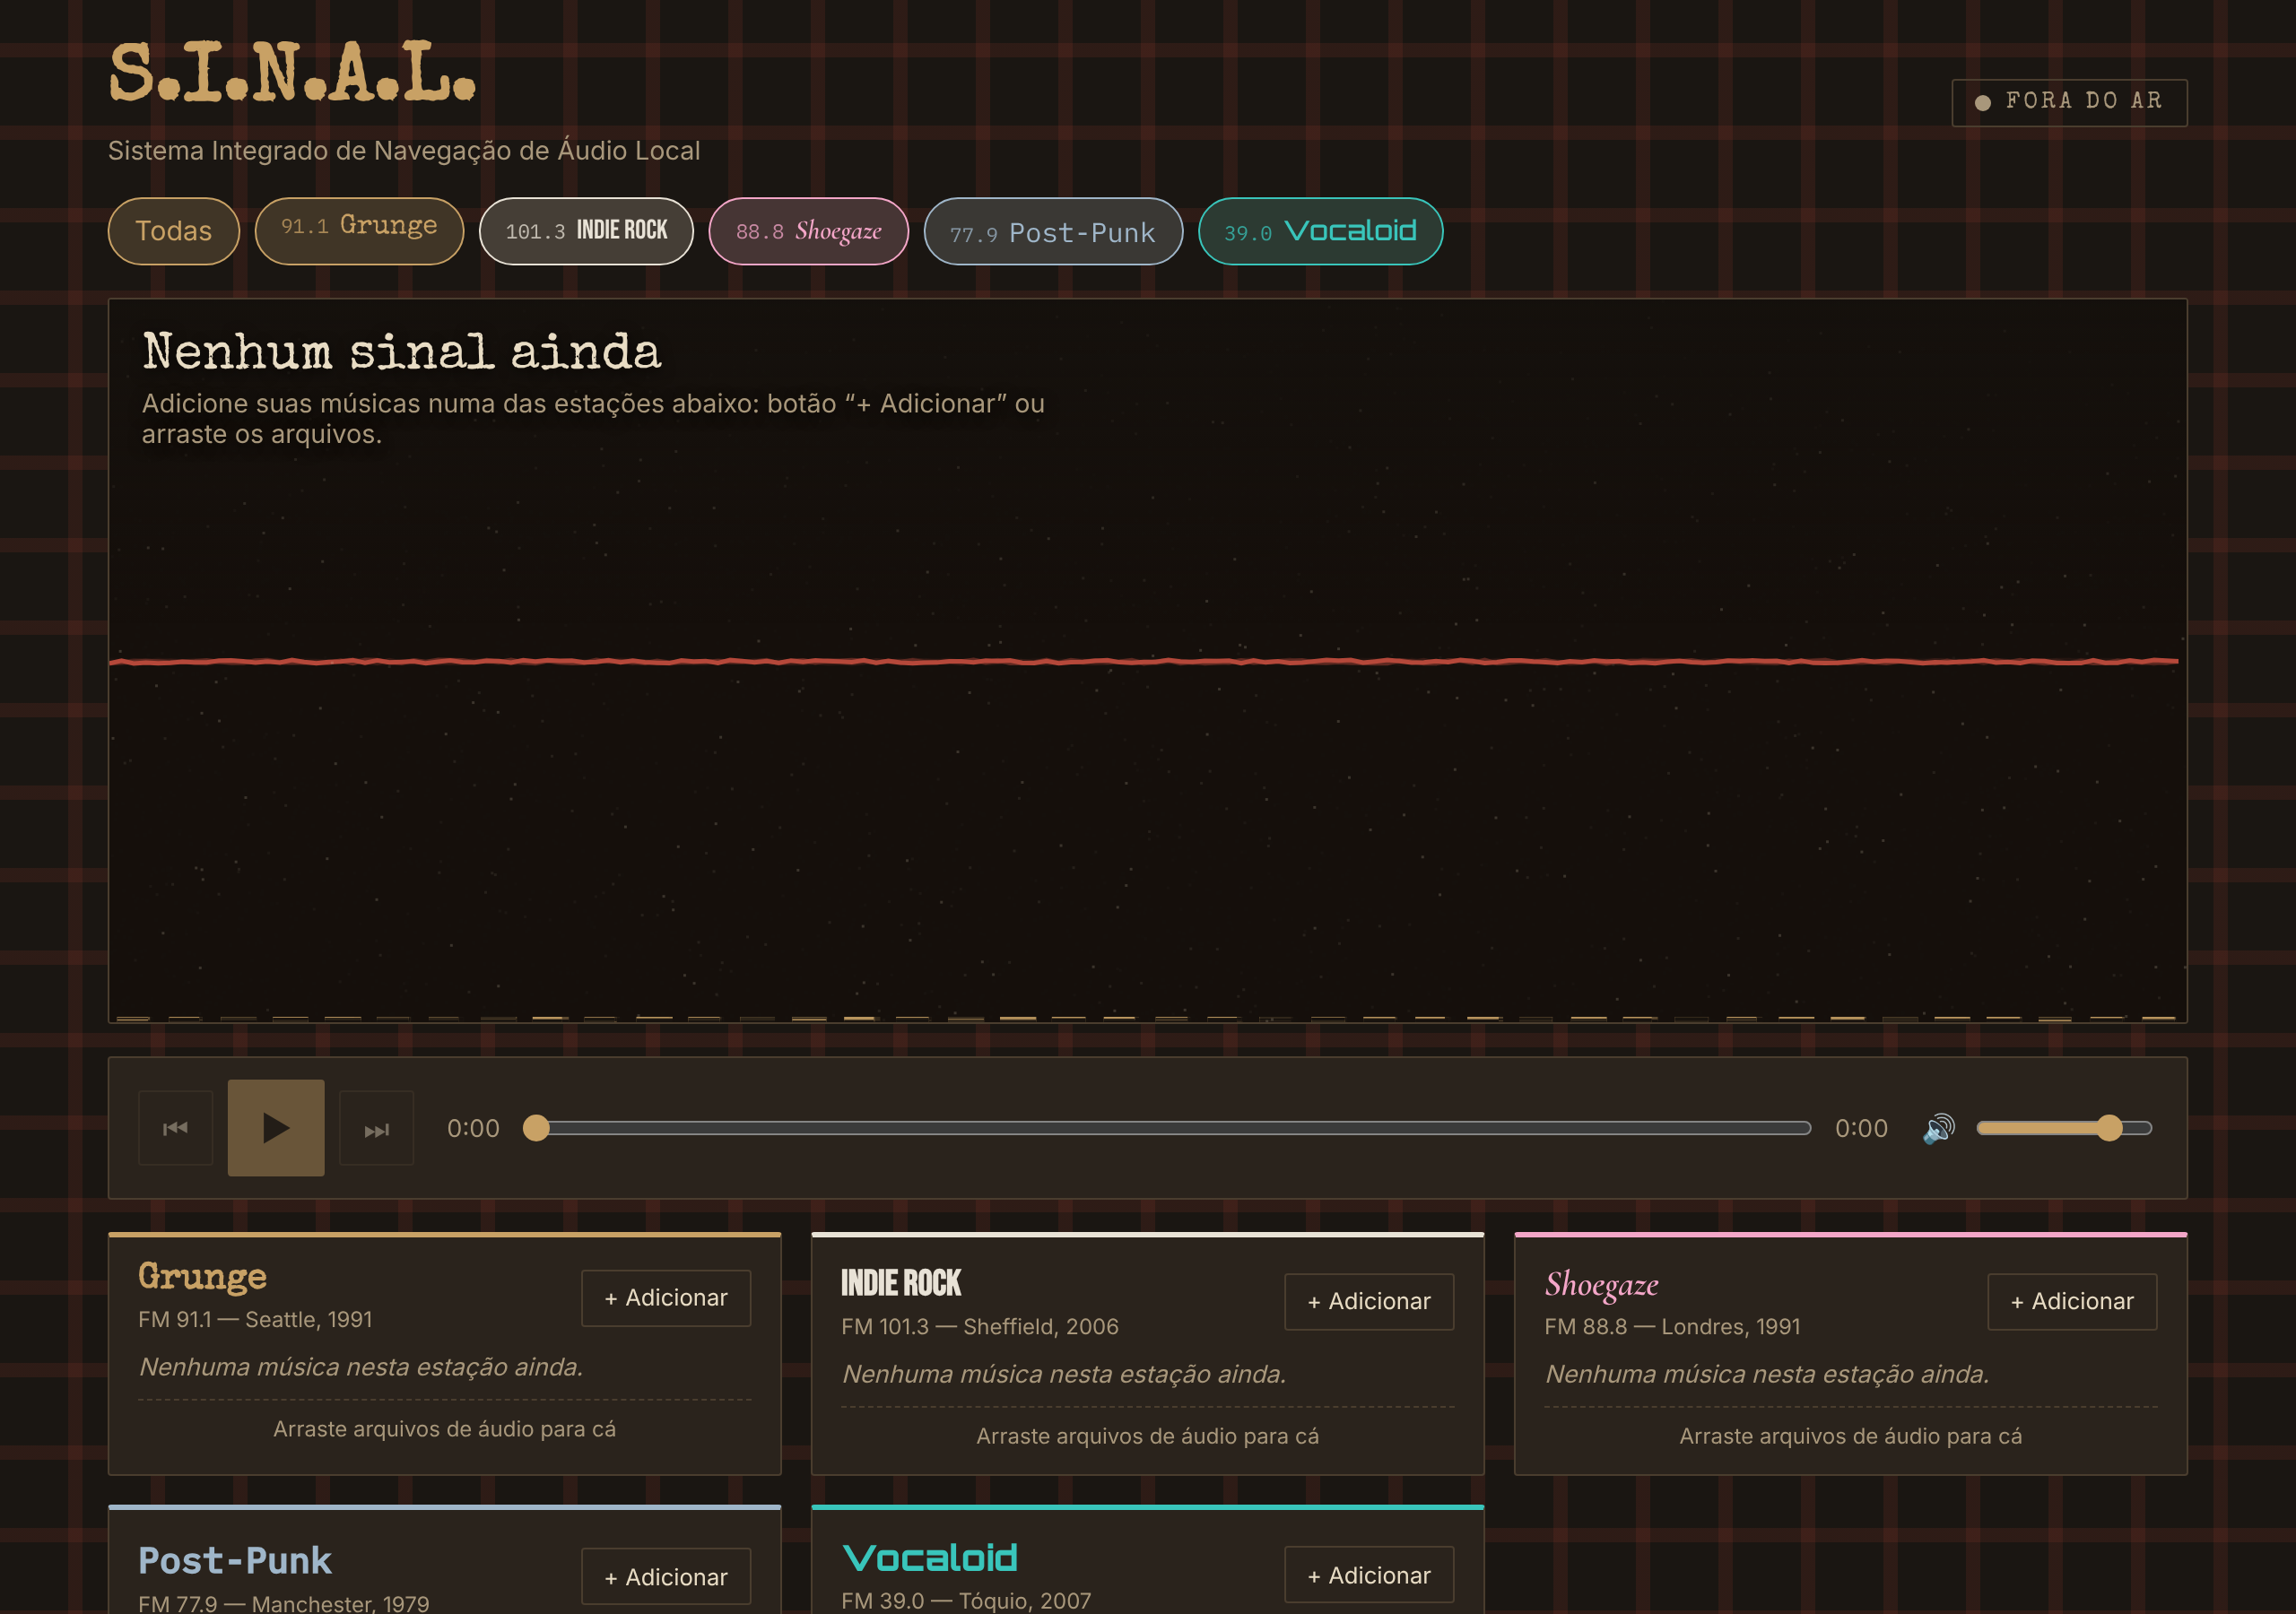 S.I.N.A.L.
FORA DO AR
Sistema Integrado de Navegação de Áudio Local
Todas
91.1 Grunge
101.3 INDIE ROCK
88.8 Shoegaze
77.9 Post-Punk
39.0 Vocaloid
Nenhum sinal ainda
Adicione suas músicas numa das estações abaixo: botão “+ Adicionar” ou
arraste os arquivos.
0:00
0:00
Grunge
+ Adicionar
FM 91.1 — Seattle, 1991
Nenhuma música nesta estação ainda.
Arraste arquivos de áudio para cá
INDIE ROCK
+ Adicionar
FM 101.3 — Sheffield, 2006
Nenhuma música nesta estação ainda.
Arraste arquivos de áudio para cá
Shoegaze
+ Adicionar
FM 88.8 — Londres, 1991
Nenhuma música nesta estação ainda.
Arraste arquivos de áudio para cá
Post-Punk
+ Adicionar
FM 77.9 — Manchester, 1979
Vocaloid
+ Adicionar
FM 39.0 — Tóquio, 2007